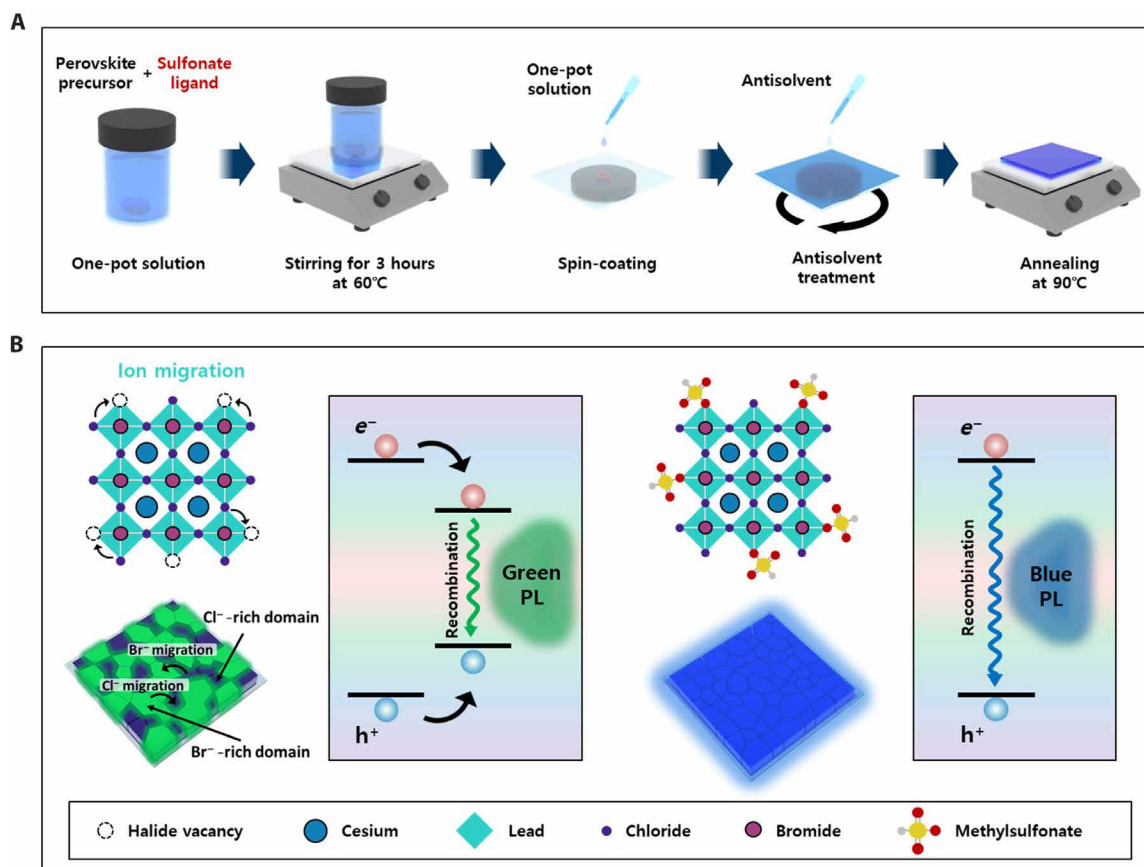 A
Perovskite precursor + Sulfonate ligand
One-pot solution
Stirring for 3 hours
at 60℃
One-pot
solution
Spin-coating
Antisolvent
Antisolvent
treatment
Annealing
at 90℃
B
Ion migration
Cl⁻ -rich domain
Br⁻ migration
Cl⁻ migration
Br⁻ -rich domain
e⁻
Recombination
Green
PL
h⁺
e⁻
Recombination
Blue
PL
h⁺
Halide vacancy
Cesium
Lead
Chloride
Bromide
Methylsulfonate